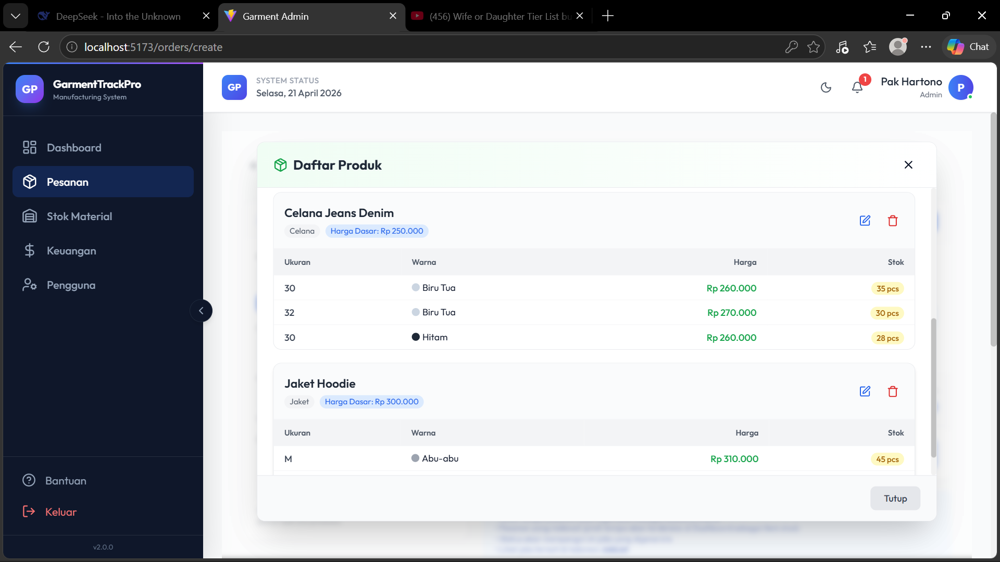 DeepSeek - Into the Unknown
Garment Admin
(456) Wife or Daughter Tier List bu
localhost:5173/orders/create
Chat
GP
GarmentTrackPro
Manufacturing System
Dashboard
Pesanan
Stok Material
Keuangan
Pengguna
Bantuan
Keluar
v2.0.0
GP
SYSTEM STATUS
Selasa, 21 April 2026
1
Pak Hartono
Admin
P
Daftar Produk
Celana Jeans Denim
Celana Harga Dasar: Rp 250.000
Ukuran Warna Harga Stok
30 Biru Tua Rp 260.000 35 pcs
32 Biru Tua Rp 270.000 30 pcs
30 Hitam Rp 260.000 28 pcs
Jaket Hoodie
Jaket Harga Dasar: Rp 300.000
Ukuran Warna Harga Stok
M Abu-abu Rp 310.000 45 pcs
Tutup